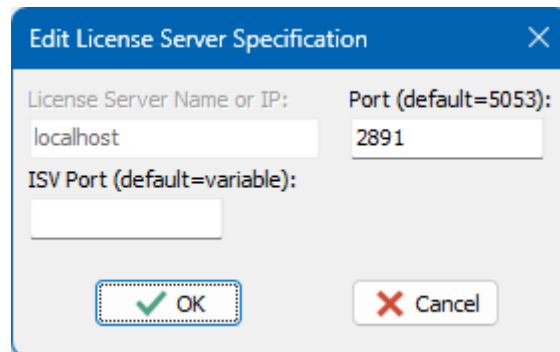 Edit License Server Specification
License Server Name or IP: Port (default=5053):
localhost 2891
ISV Port (default=variable):
OK Cancel